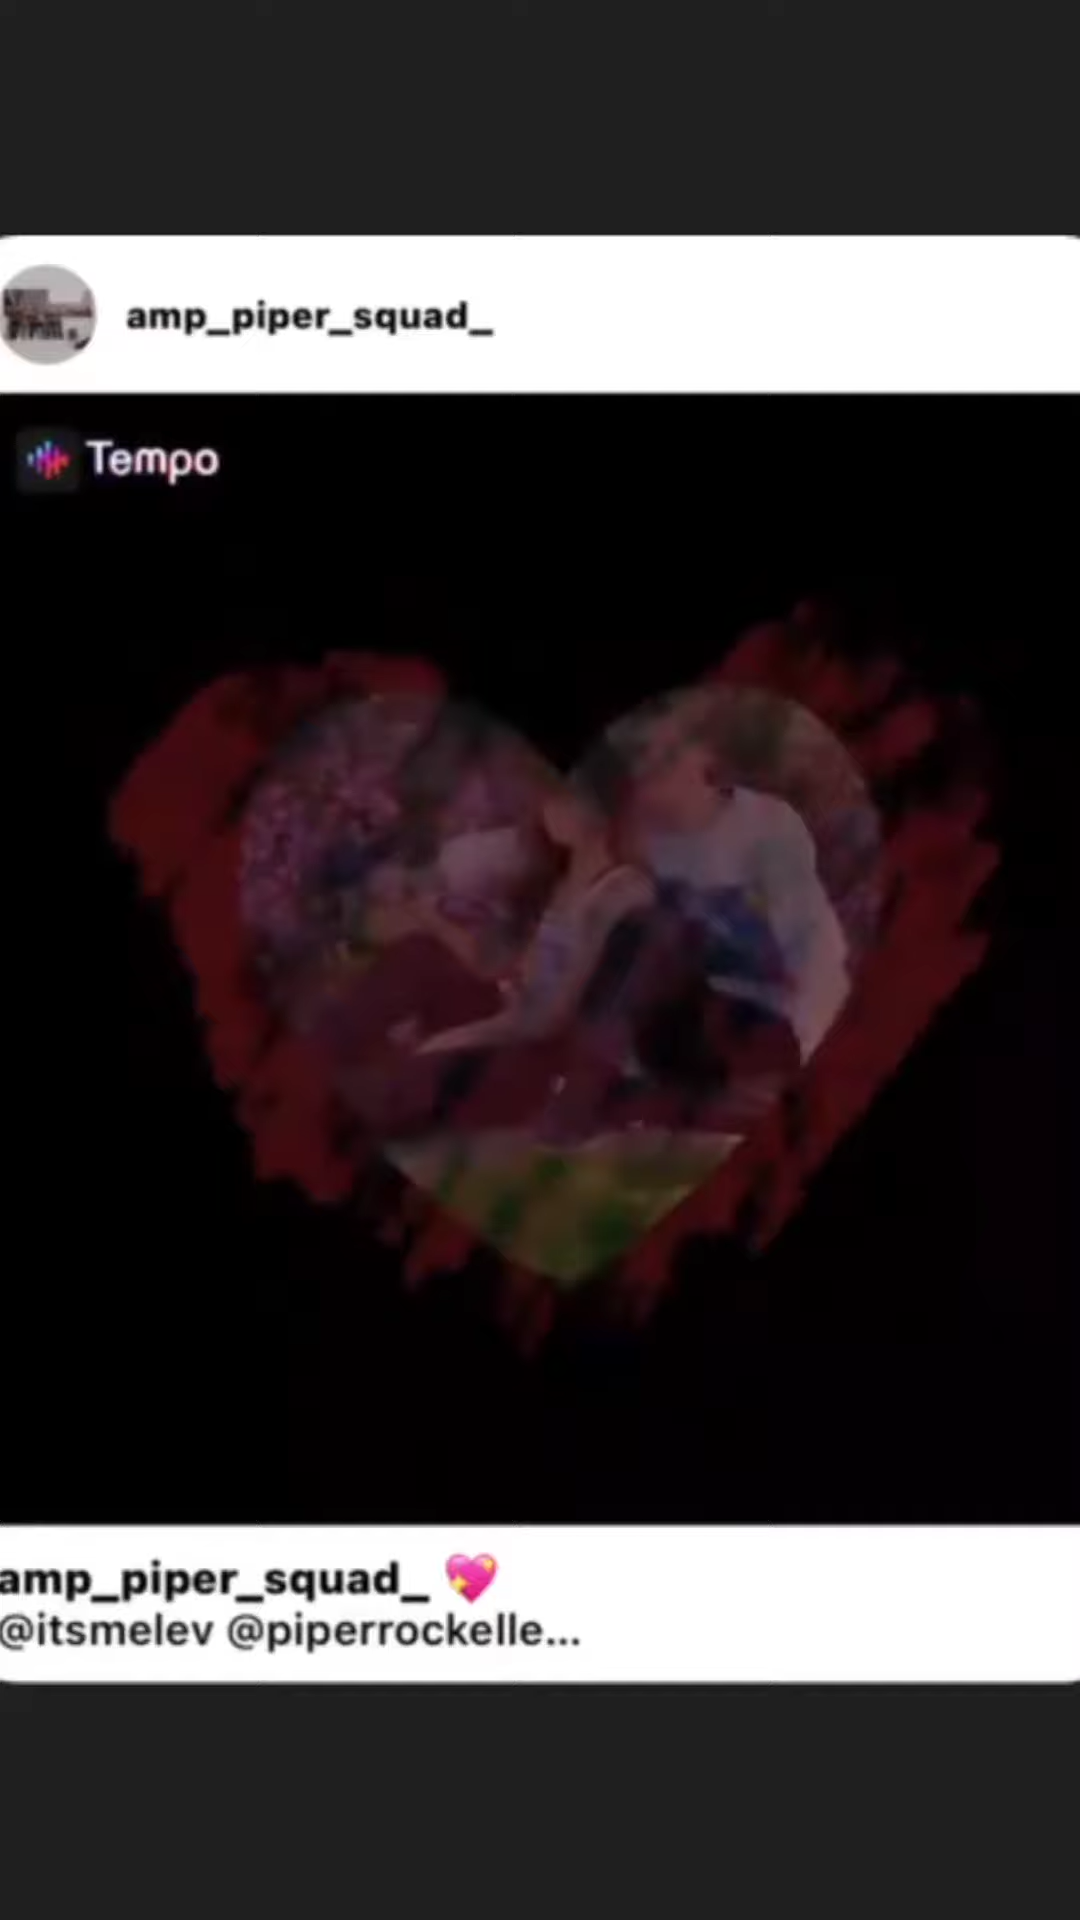 amp_piper_squad_
Tempo
amp_piper_squad_ 💖
@itsmelev @piperrockelle...